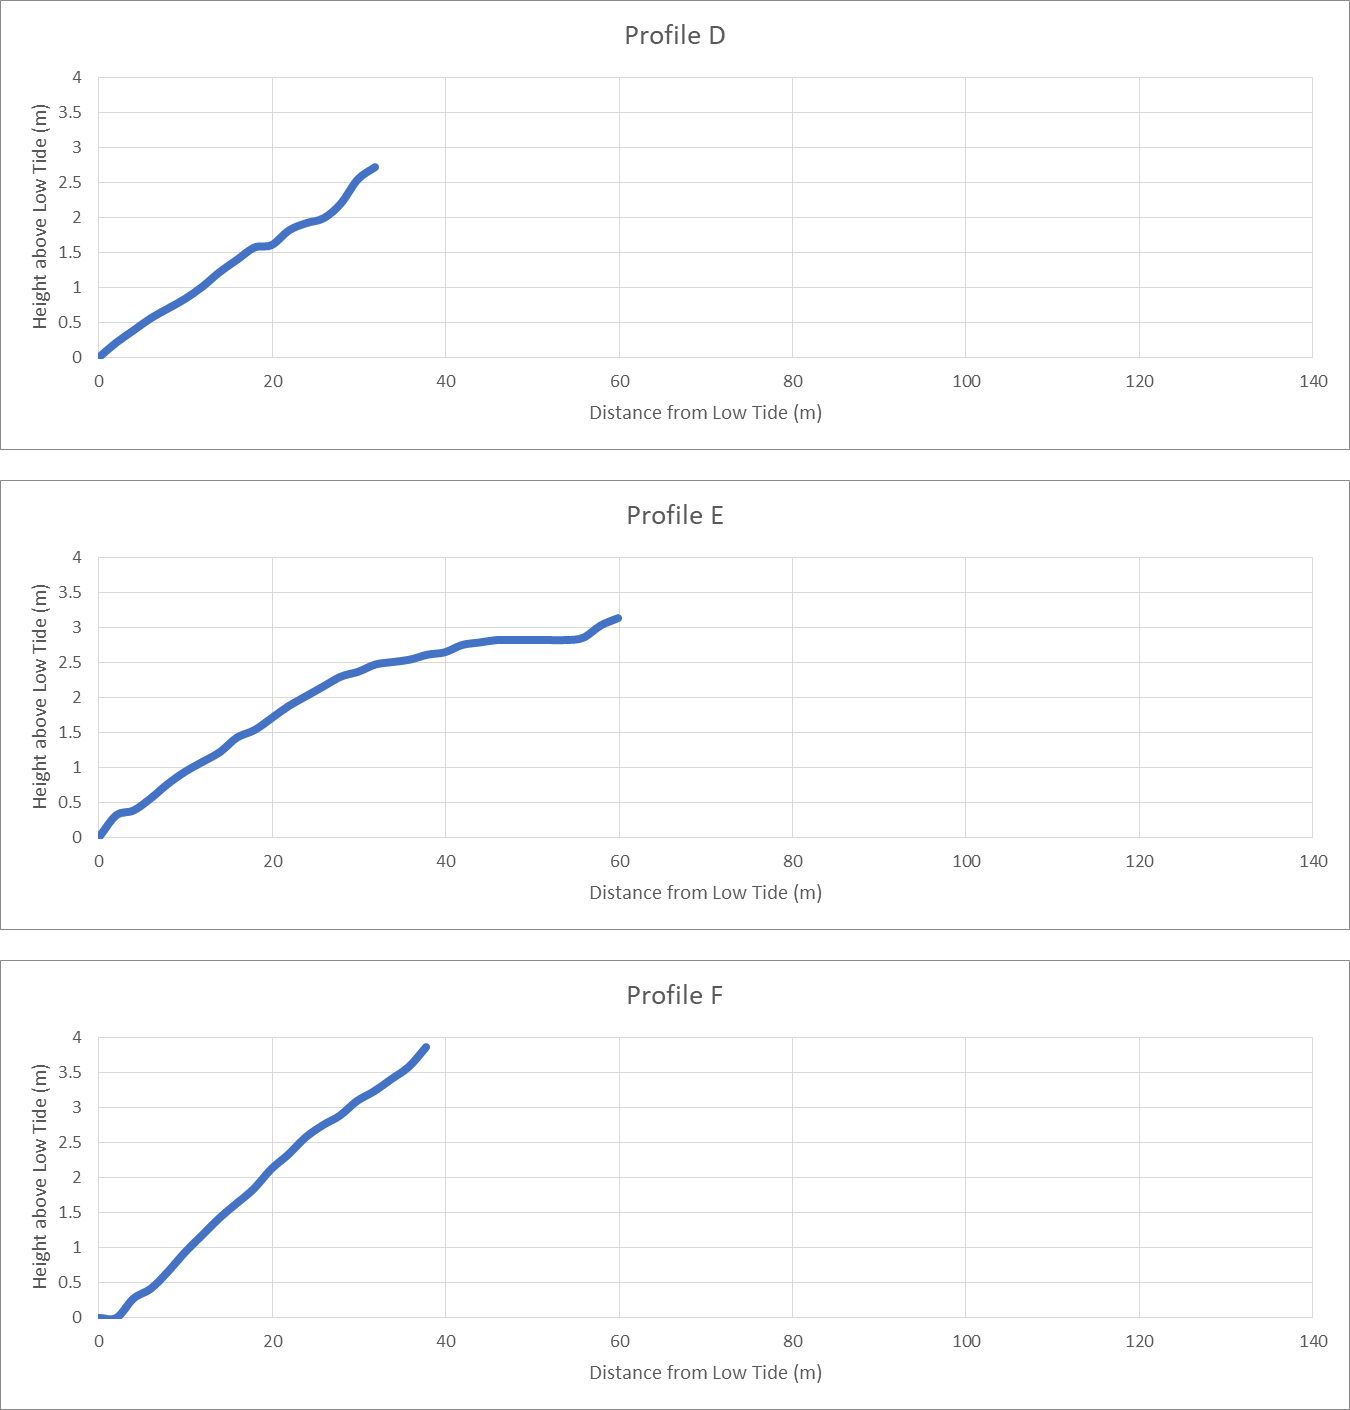 Profile D
Height above Low Tide (m)
4
3.5
3
2.5
2
1.5
1
0.5
0
0 20 40 60 80 100 120 140
Distance from Low Tide (m)
Profile E
Height above Low Tide (m)
4
3.5
3
2.5
2
1.5
1
0.5
0
0 20 40 60 80 100 120 140
Distance from Low Tide (m)
Profile F
Height above Low Tide (m)
4
3.5
3
2.5
2
1.5
1
0.5
0
0 20 40 60 80 100 120 140
Distance from Low Tide (m)